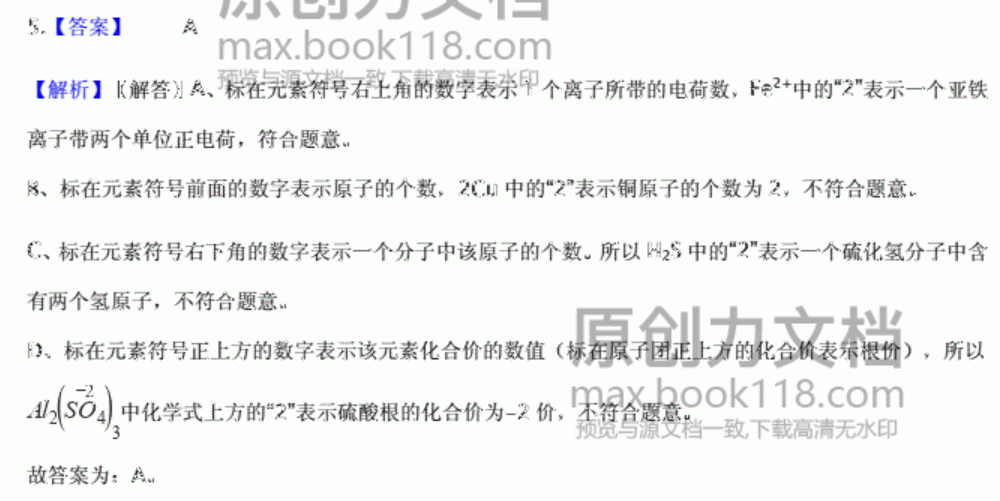 原创力文档
5.【答案】 A
max.book118.com
预览与源文档一致,下载高清无水印
【解析】【解答】A、标在元素符号右上角的数字表示1个离子所带的电荷数，Fe²⁺中的“2”表示一个亚铁
离子带两个单位正电荷，符合题意。
B、标在元素符号前面的数字表示原子的个数，2Cu 中的“2”表示铜原子的个数为 2，不符合题意。
C、标在元素符号右下角的数字表示一个分子中该原子的个数。所以 H₂S 中的“2”表示一个硫化氢分子中含
有两个氢原子，不符合题意。
原创力文档
D、标在元素符号正上方的数字表示该元素化合价的数值（标在原子团正上方的化合价表示根价），所以
max.book118.com
Al₂(SO₄)₃ 中化学式上方的“2”表示硫酸根的化合价为−2 价，不符合题意。
−2
预览与源文档一致,下载高清无水印
故答案为：A。